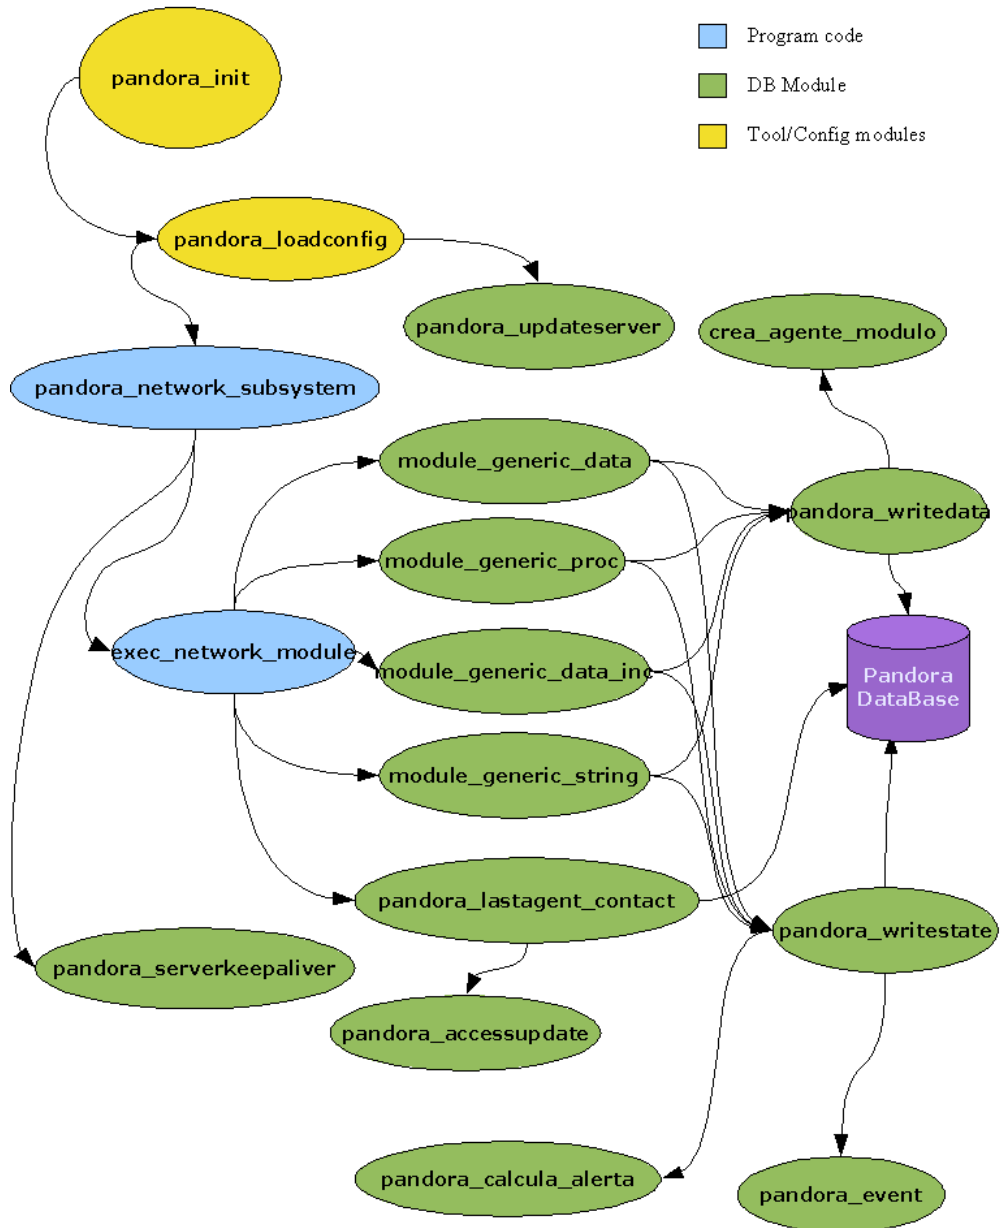 pandora_init
Program code
DB Module
Tool/Config modules
pandora_loadconfig
pandora_updateserver
crea_agente_modulo
pandora_network_subsystem
module_generic_data
pandora_writedata
module_generic_proc
exec_network_module
module_generic_data_inc
Pandora
DataBase
module_generic_string
pandora_lastagent_contact
pandora_writestate
pandora_serverkeepaliver
pandora_accessupdate
pandora_calcula_alerta
pandora_event